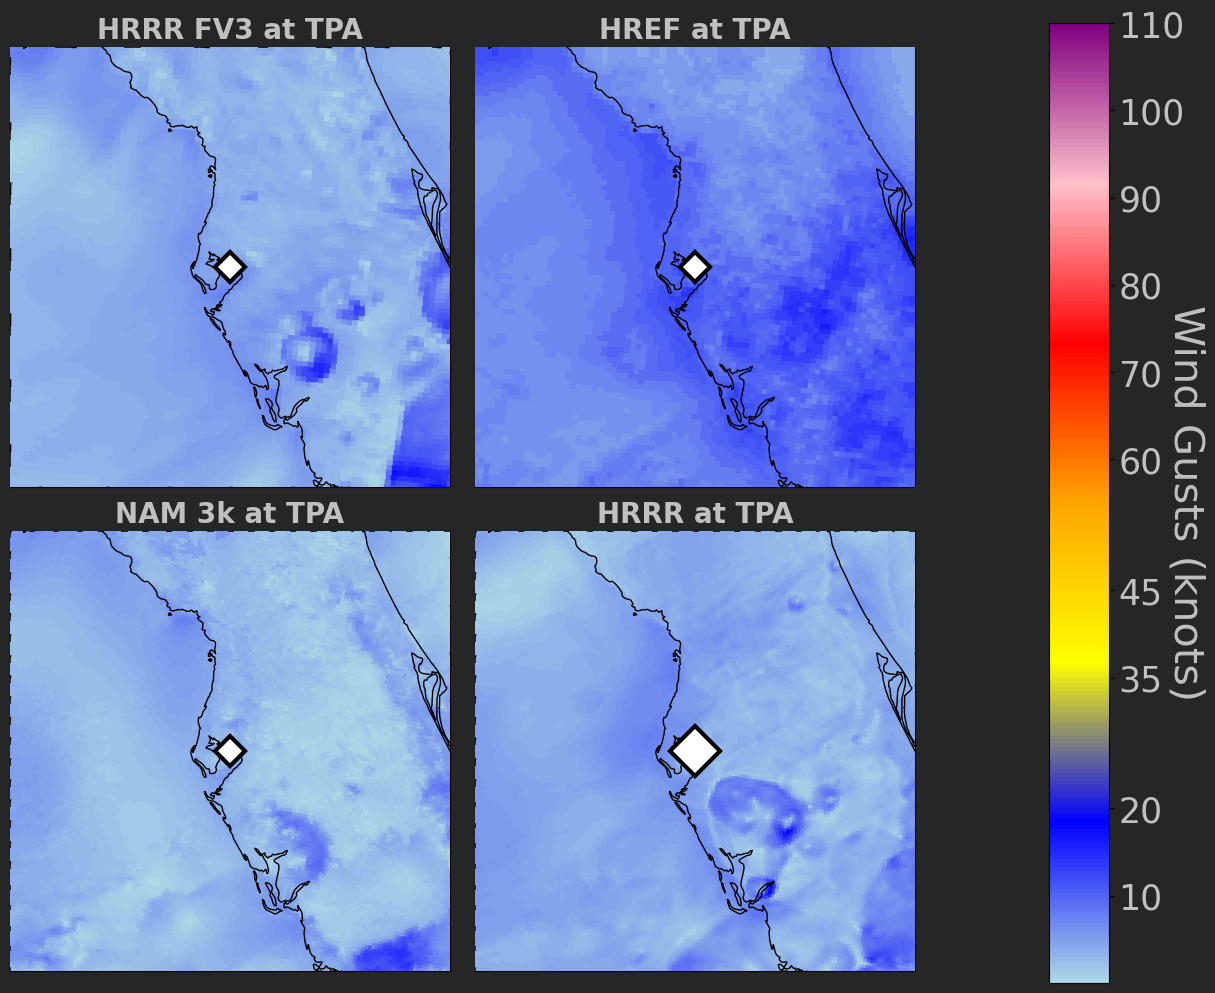 HRRR FV3 at TPA
HREF at TPA
NAM 3k at TPA
HRRR at TPA
110
100
90
80
70
60
45
35
20
10
Wind Gusts (knots)